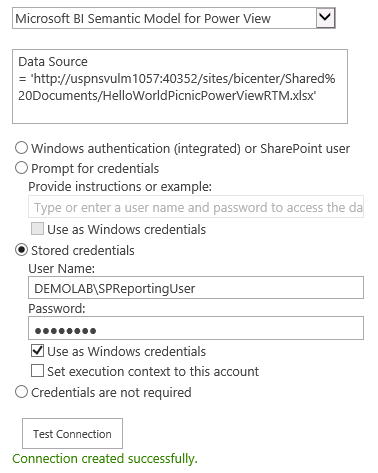 Microsoft BI Semantic Model for Power View
Data Source
= 'http://uspnsvulm1057:40352/sites/bicenter/Shared%
20Documents/HelloWorldPicnicPowerViewRTM.xlsx'
Windows authentication (integrated) or SharePoint user
Prompt for credentials
Provide instructions or example:
Type or enter a user name and password to access the da
Use as Windows credentials
Stored credentials
User Name:
DEMOLAB\SPReportingUser
Password:
●●●●●●●●
Use as Windows credentials
Set execution context to this account
Credentials are not required
Test Connection
Connection created successfully.